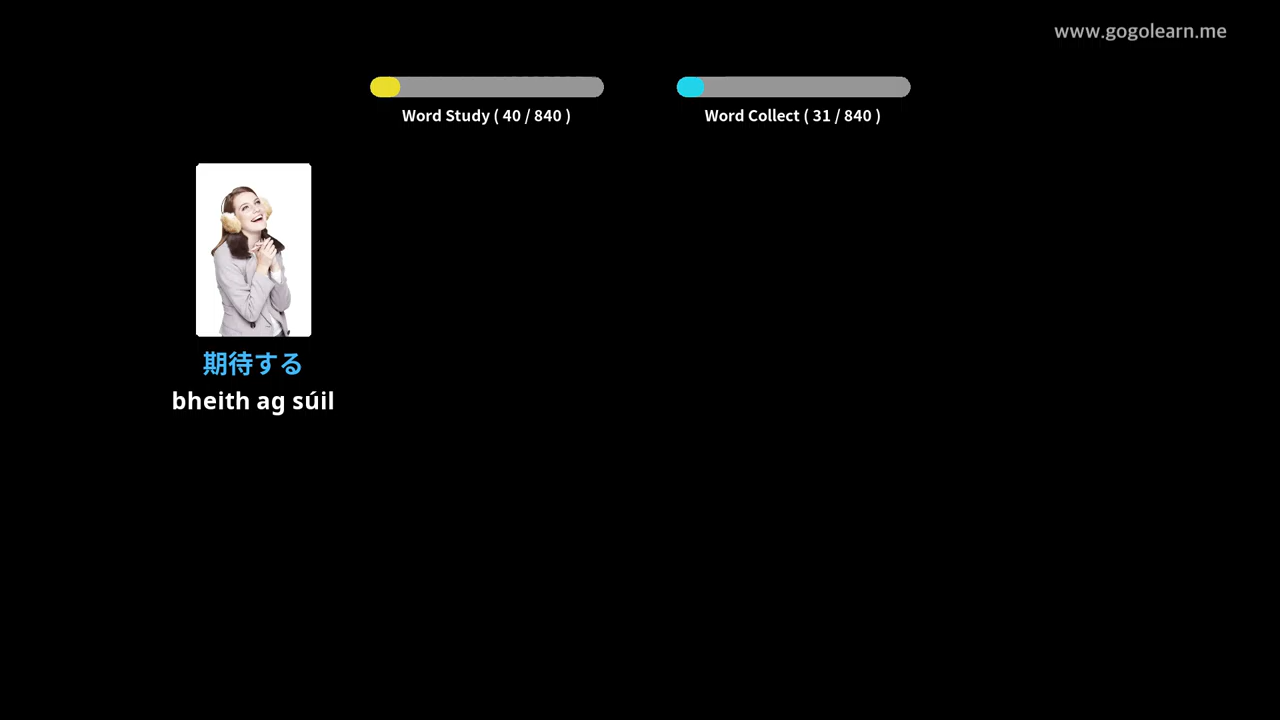 www.gogolearn.me
Word Study ( 40 / 840 )
Word Collect ( 31 / 840 )
期待する
bheith ag súil